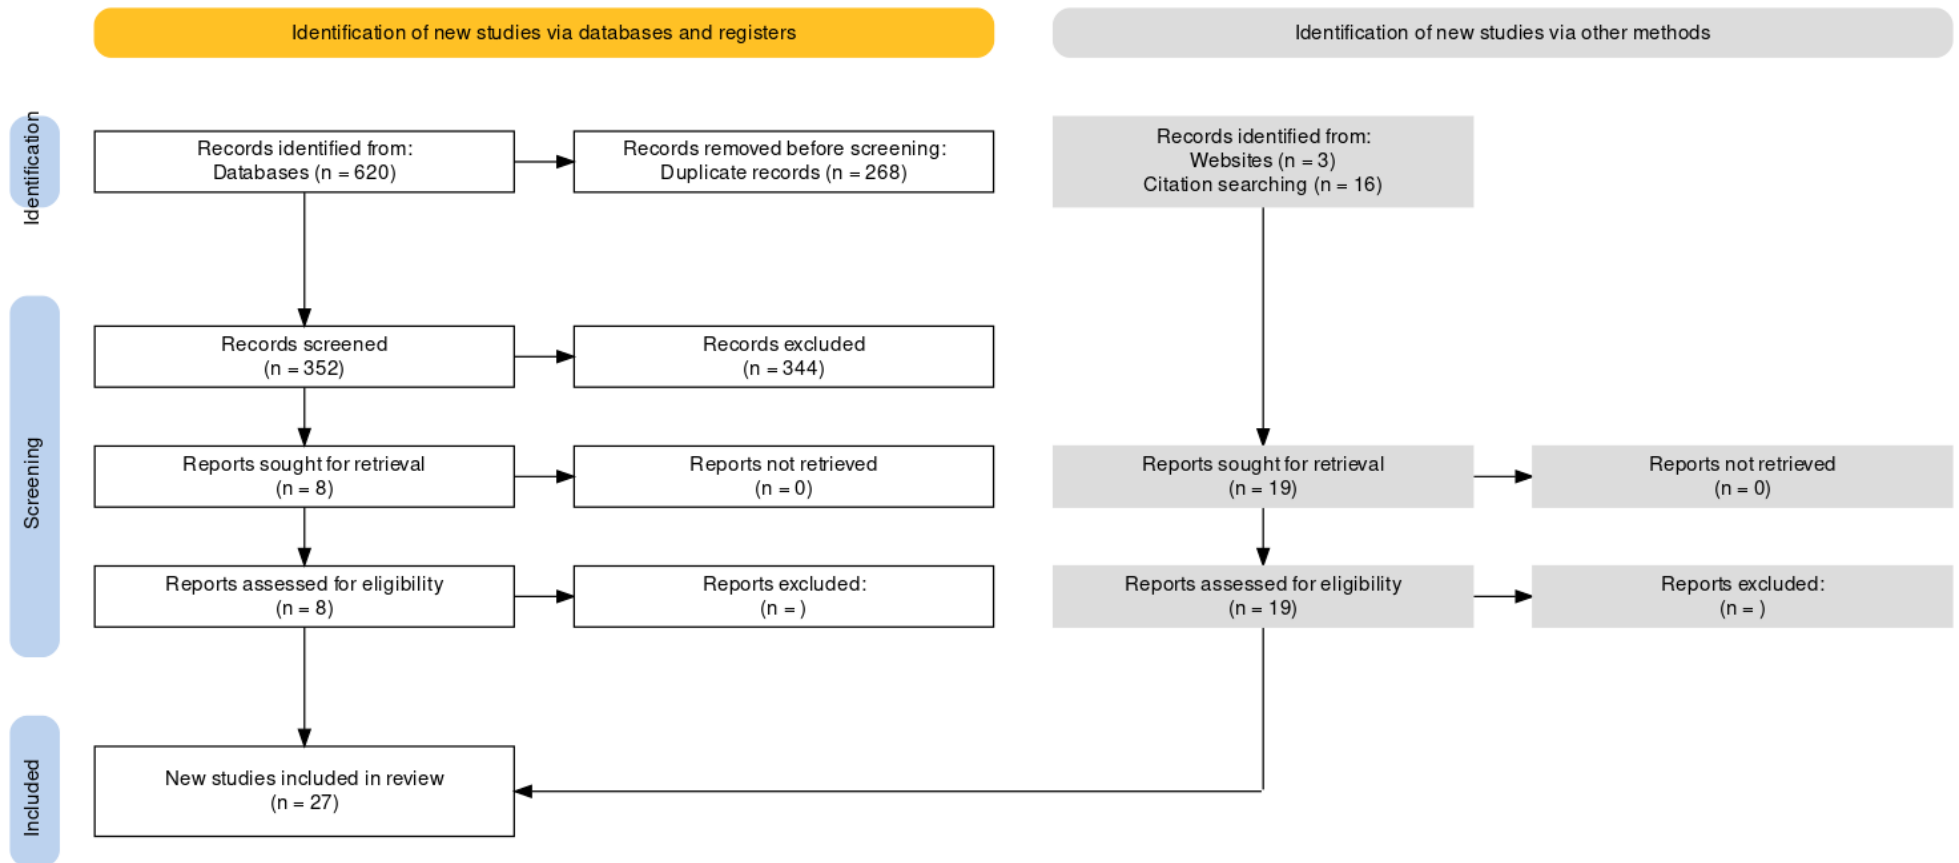 Identification of new studies via databases and registers
Identification of new studies via other methods
Identification
Records identified from:
Databases (n = 620)
Records removed before screening:
Duplicate records (n = 268)
Records identified from:
Websites (n = 3)
Citation searching (n = 16)
Screening
Records screened
(n = 352)
Records excluded
(n = 344)
Reports sought for retrieval
(n = 8)
Reports not retrieved
(n = 0)
Reports sought for retrieval
(n = 19)
Reports not retrieved
(n = 0)
Reports assessed for eligibility
(n = 8)
Reports excluded:
(n = )
Reports assessed for eligibility
(n = 19)
Reports excluded:
(n = )
Included
New studies included in review
(n = 27)